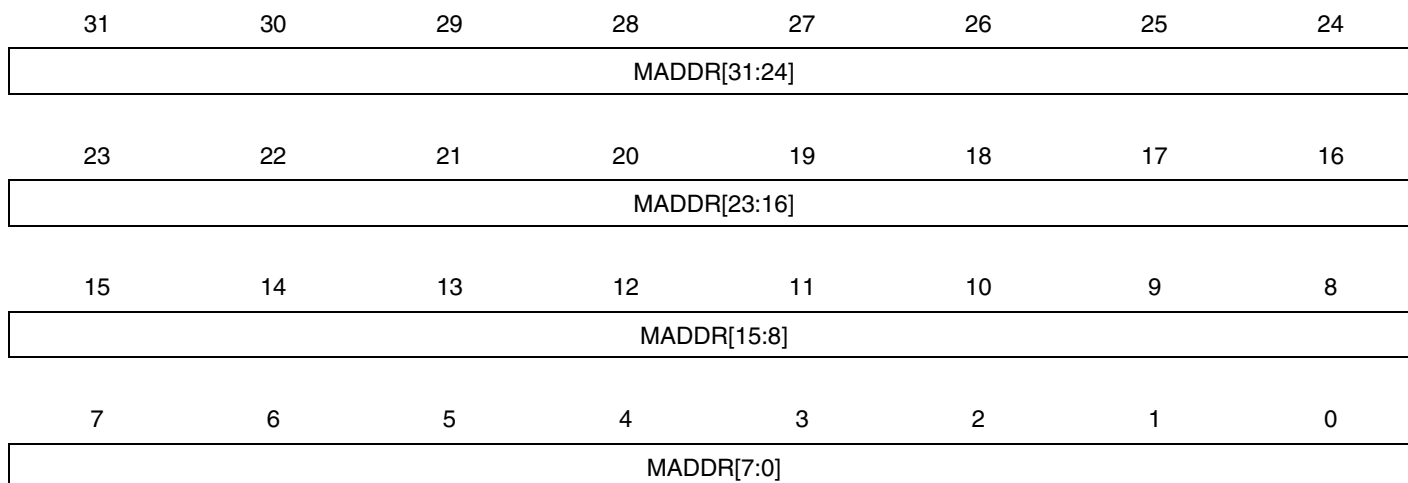 31 30 29 28 27 26 25 24
MADDR[31:24]
23 22 21 20 19 18 17 16
MADDR[23:16]
15 14 13 12 11 10 9 8
MADDR[15:8]
7 6 5 4 3 2 1 0
MADDR[7:0]